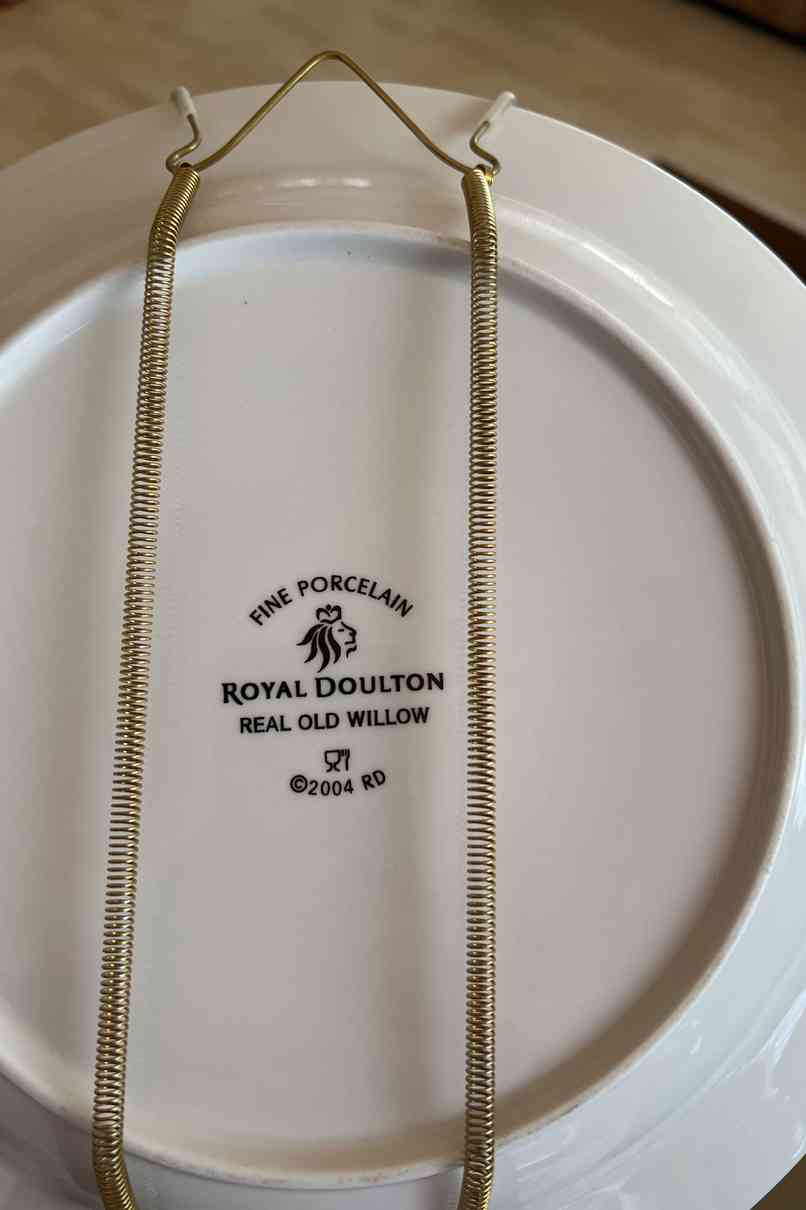 FINE PORCELAIN
ROYAL DOULTON
REAL OLD WILLOW
©2004 RD